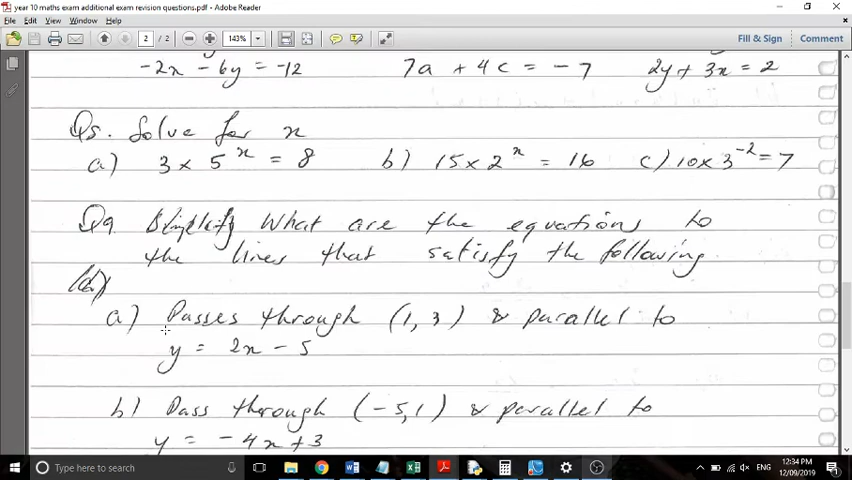 year 10 maths exam additional exam revision questions.pdf - Adobe Reader
File Edit View Window Help
2 / 2 143% Fill & Sign Comment
-2x - 6y = -12 7a + 4c = -7 2y + 3x = 2
Q5. Solve for x
a) 3 × 5^x = 8 b) 15 × 2^x = 16 c) 10 × 3^-2 = 7
Q9 What are the equations to
the lines that satisfy the following
a) Passes through (1, 3) & parallel to
y = 2x - 5
b) Pass through (-5,1) & parallel to
y = -4x + 3
Type here to search ENG 12:34 PM
12/09/2019